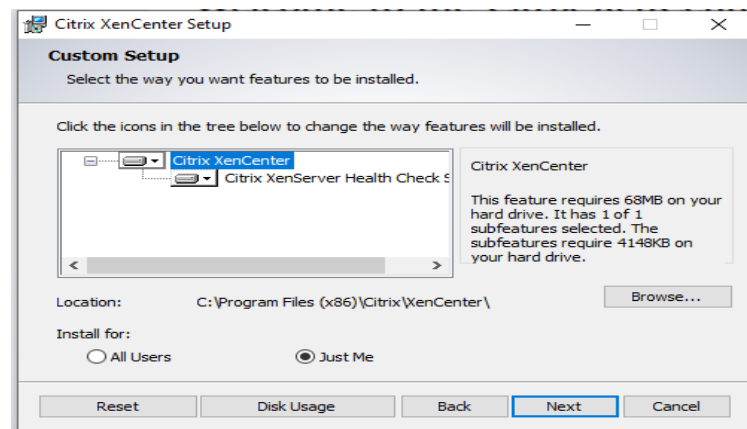 Citrix XenCenter Setup
Custom Setup
Select the way you want features to be installed.
Click the icons in the tree below to change the way features will be installed.
Citrix XenCenter
Citrix XenServer Health Check S
Citrix XenCenter
This feature requires 68MB on your
hard drive. It has 1 of 1
subfeatures selected. The
subfeatures require 4148KB on
your hard drive.
Location: C:\Program Files (x86)\Citrix\XenCenter\
Browse...
Install for:
All Users Just Me
Reset Disk Usage Back Next Cancel